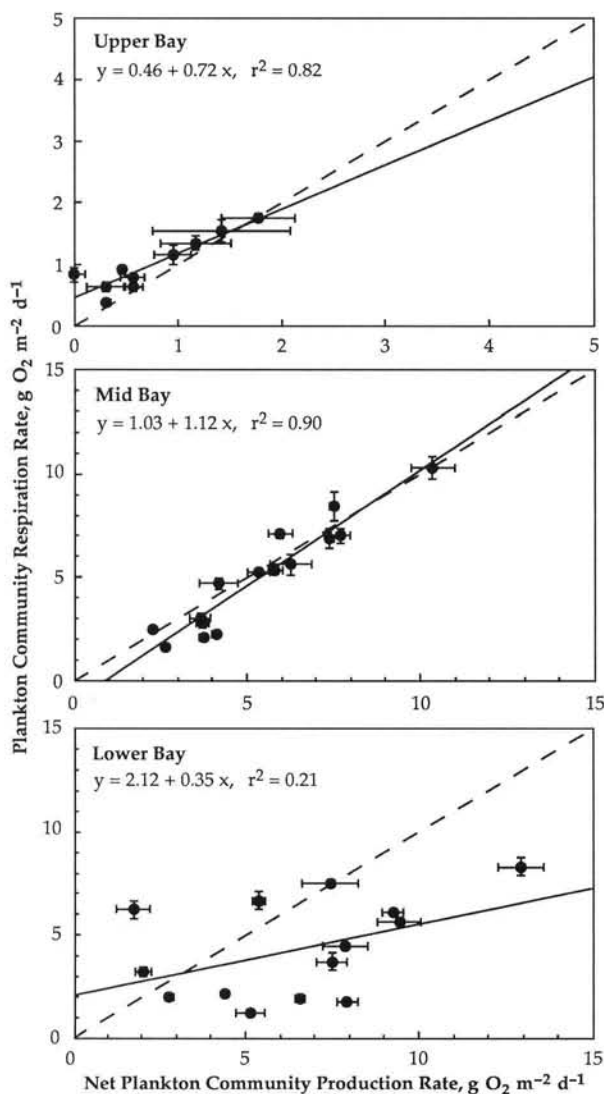 Plankton Community Respiration Rate, g O₂ m⁻² d⁻¹
5
4
3
2
1
0
Upper Bay
y = 0.46 + 0.72 x, r² = 0.82
0 1 2 3 4 5
15
10
5
0
Mid Bay
y = 1.03 + 1.12 x, r² = 0.90
0 5 10 15
15
10
5
0
Lower Bay
y = 2.12 + 0.35 x, r² = 0.21
0 5 10 15
Net Plankton Community Production Rate, g O₂ m⁻² d⁻¹